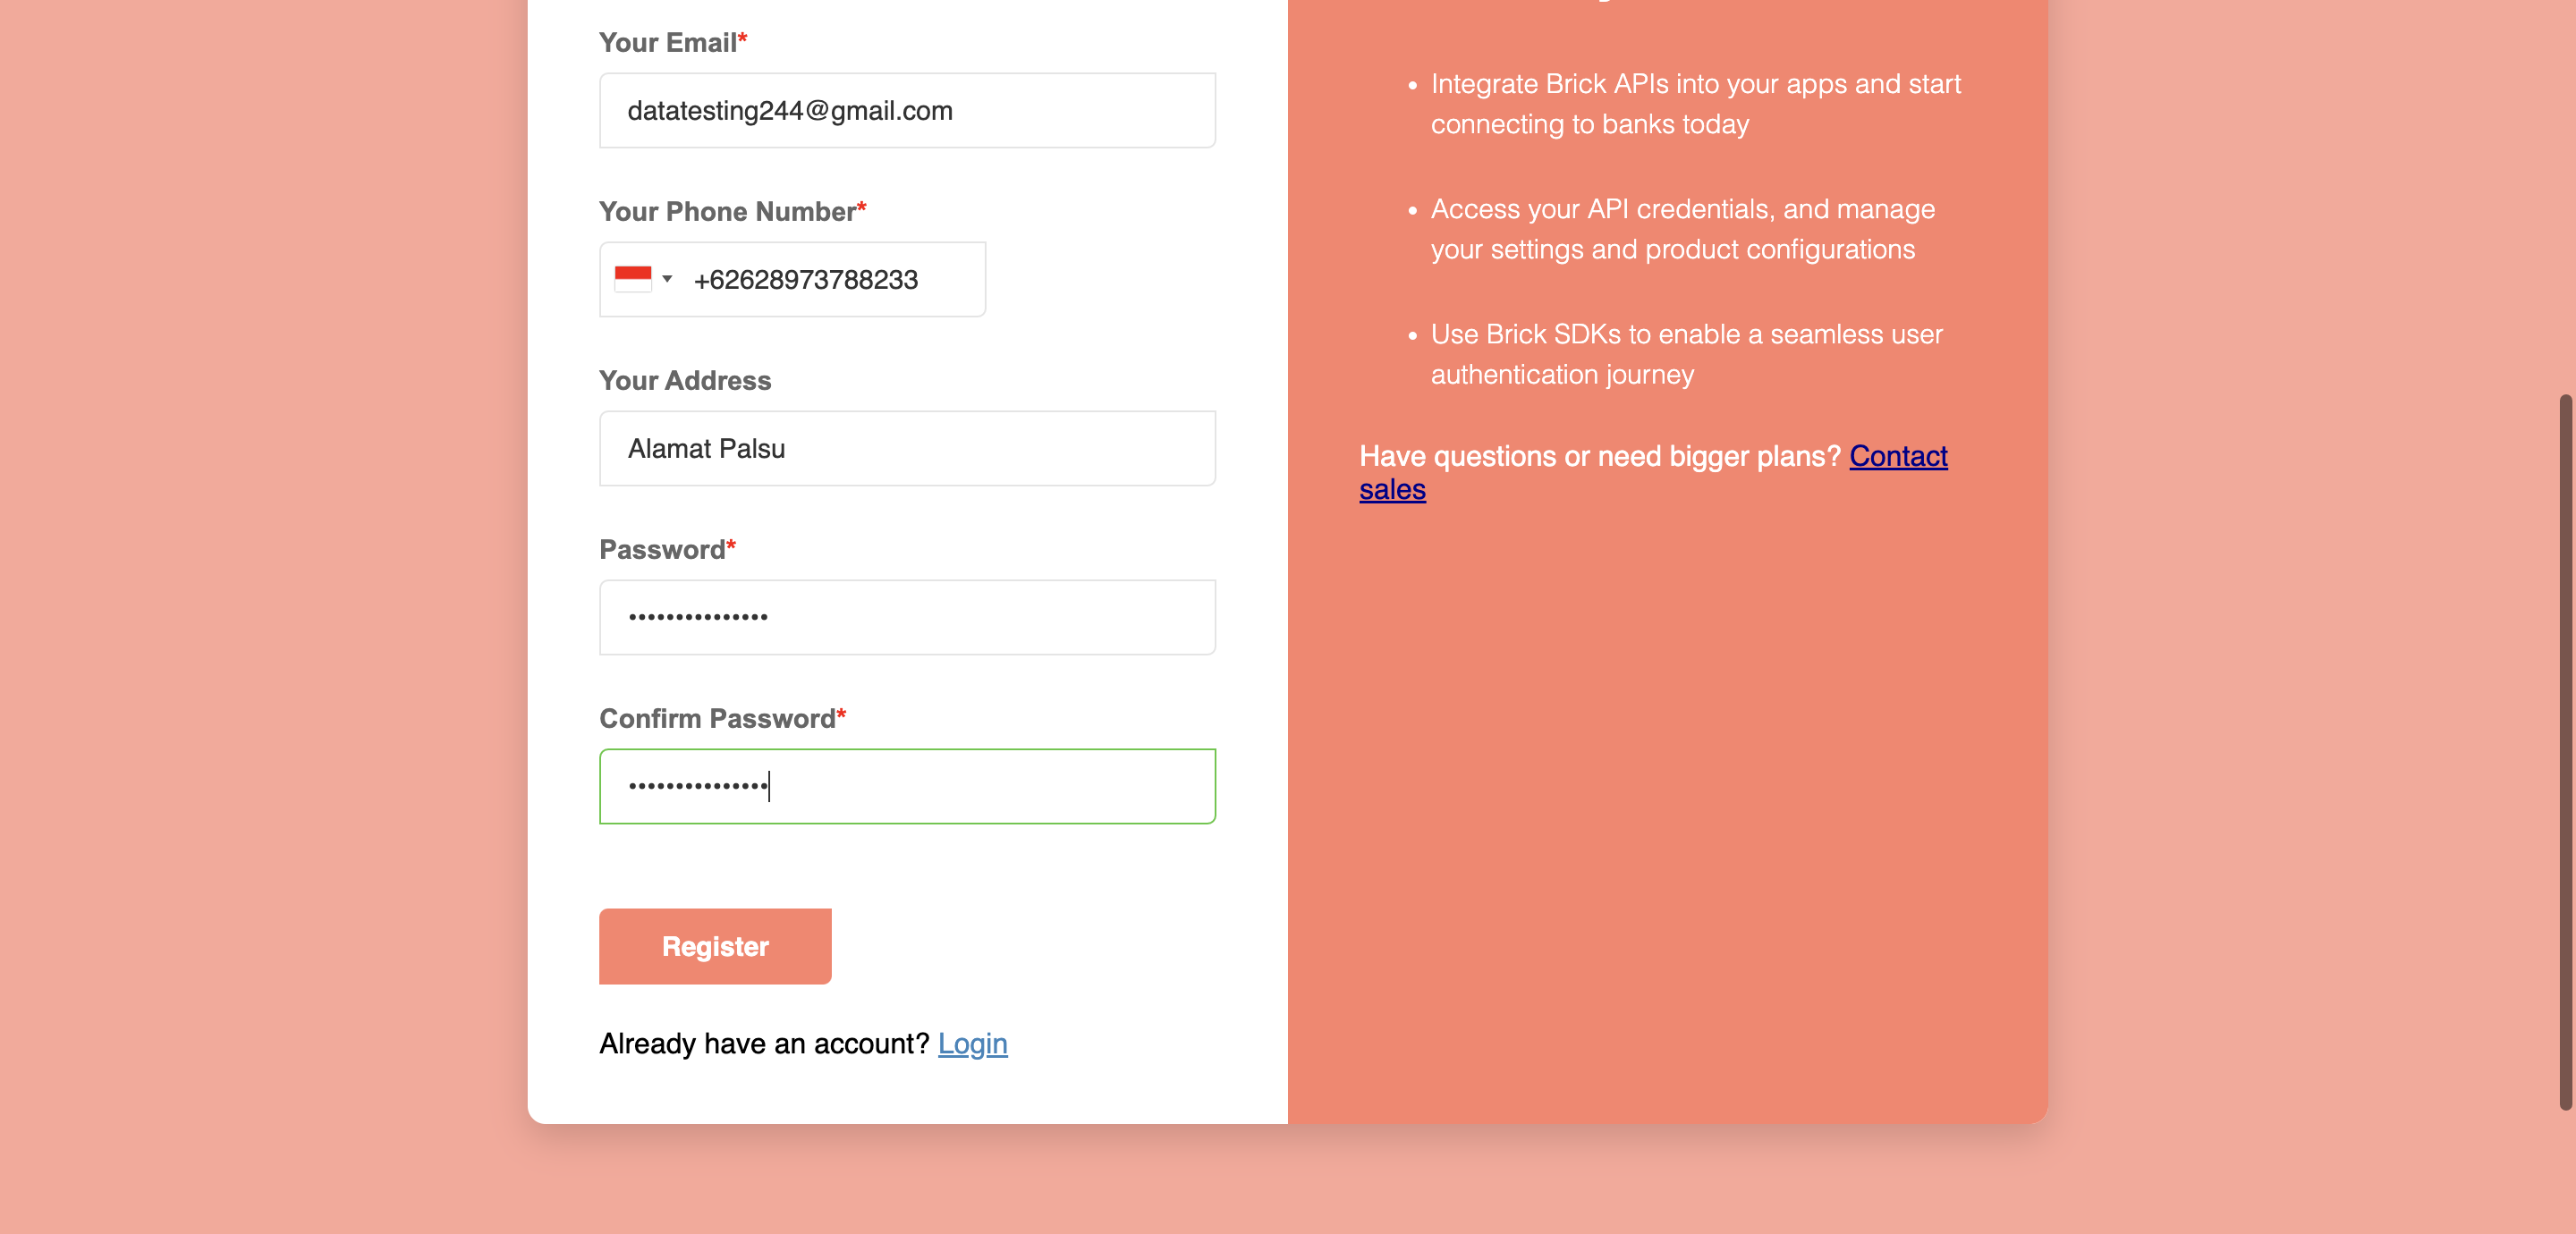 Your Email*
datatesting244@gmail.com
Your Phone Number*
+62628973788233
Your Address
Alamat Palsu
Password*
•••••••••••••••
Confirm Password*
•••••••••••••••
Register
Already have an account? Login
• Integrate Brick APIs into your apps and start
connecting to banks today
• Access your API credentials, and manage
your settings and product configurations
• Use Brick SDKs to enable a seamless user
authentication journey
Have questions or need bigger plans? Contact
sales